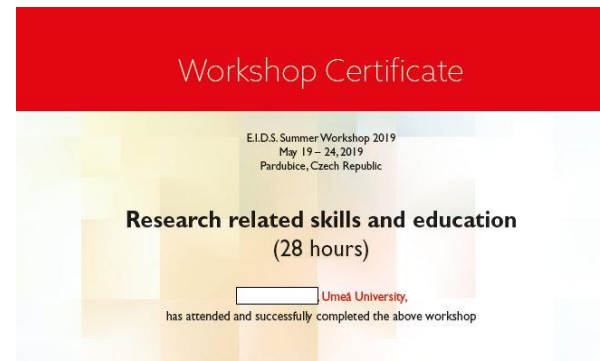 Workshop Certificate
E.I.D.S. Summer Workshop 2019
May 19 – 24, 2019
Pardubice, Czech Republic
Research related skills and education
(28 hours)
, Umeå University,
has attended and successfully completed the above workshop